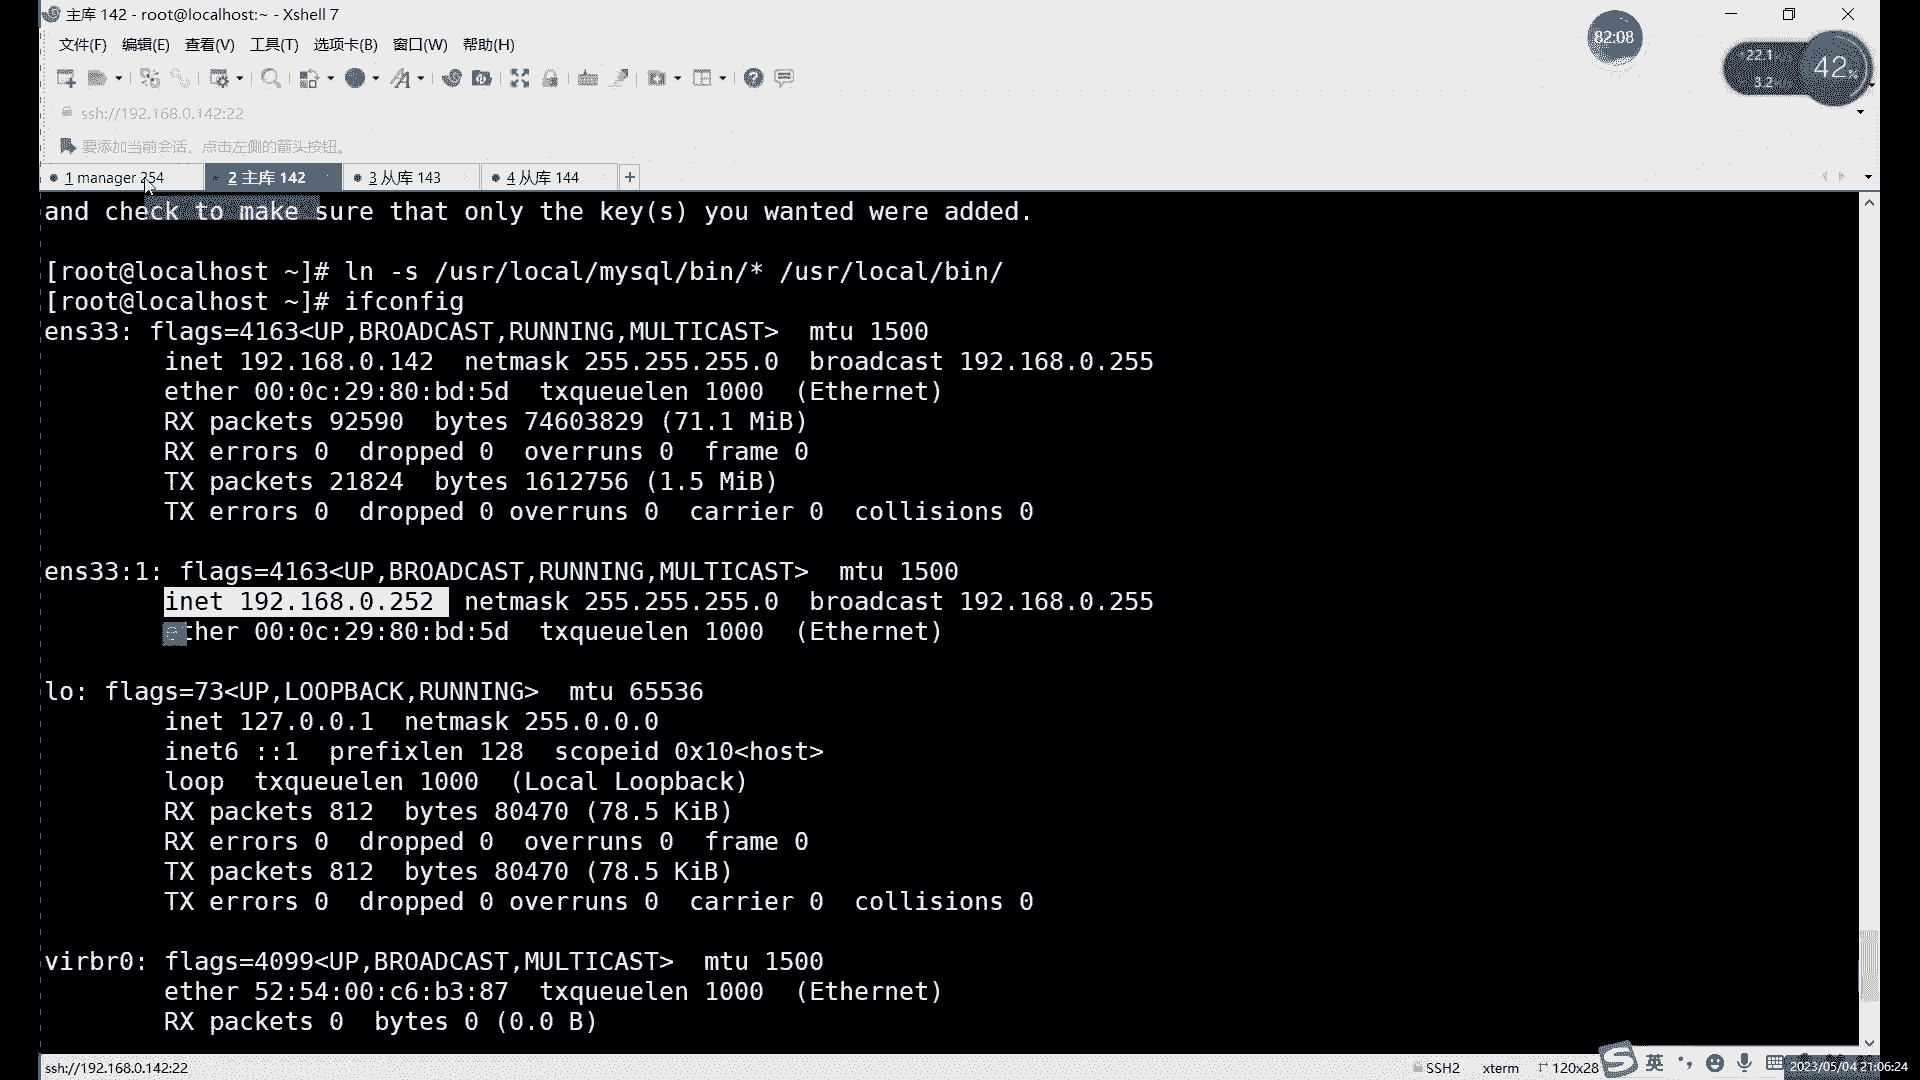 主库 142 - root@localhost:~ - Xshell 7
文件(F) 编辑(E) 查看(V) 工具(T) 选项卡(B) 窗口(W) 帮助(H)
82:08
22.1
3.2
42%
ssh://192.168.0.142:22
要添加当前会话，点击左侧的箭头按钮。
1 manager 254
2 主库 142
3 从库 143
4 从库 144
+
and check to make sure that only the key(s) you wanted were added.
[root@localhost ~]# ln -s /usr/local/mysql/bin/* /usr/local/bin/
[root@localhost ~]# ifconfig
ens33: flags=4163<UP,BROADCAST,RUNNING,MULTICAST>  mtu 1500
inet 192.168.0.142  netmask 255.255.255.0  broadcast 192.168.0.255
ether 00:0c:29:80:bd:5d  txqueuelen 1000  (Ethernet)
RX packets 92590  bytes 74603829 (71.1 MiB)
RX errors 0  dropped 0  overruns 0  frame 0
TX packets 21824  bytes 1612756 (1.5 MiB)
TX errors 0  dropped 0 overruns 0  carrier 0  collisions 0
ens33:1: flags=4163<UP,BROADCAST,RUNNING,MULTICAST>  mtu 1500
inet 192.168.0.252  netmask 255.255.255.0  broadcast 192.168.0.255
ether 00:0c:29:80:bd:5d  txqueuelen 1000  (Ethernet)
lo: flags=73<UP,LOOPBACK,RUNNING>  mtu 65536
inet 127.0.0.1  netmask 255.0.0.0
inet6 ::1  prefixlen 128  scopeid 0x10<host>
loop  txqueuelen 1000  (Local Loopback)
RX packets 812  bytes 80470 (78.5 KiB)
RX errors 0  dropped 0  overruns 0  frame 0
TX packets 812  bytes 80470 (78.5 KiB)
TX errors 0  dropped 0 overruns 0  carrier 0  collisions 0
virbr0: flags=4099<UP,BROADCAST,MULTICAST>  mtu 1500
ether 52:54:00:c6:b3:87  txqueuelen 1000  (Ethernet)
RX packets 0  bytes 0 (0.0 B)
ssh://192.168.0.142:22
SSH2
xterm
120x28
英
2023/05/04 21:06:24